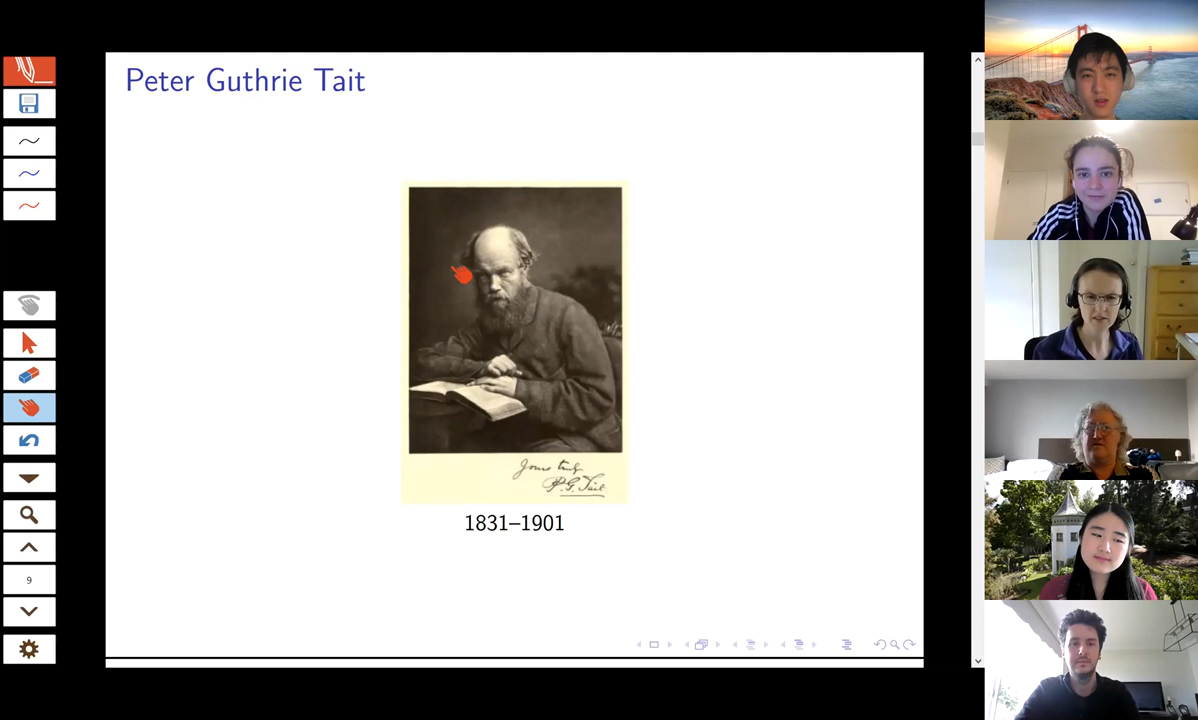 Peter Guthrie Tait
Yours truly
P.G. Tait
1831–1901
9